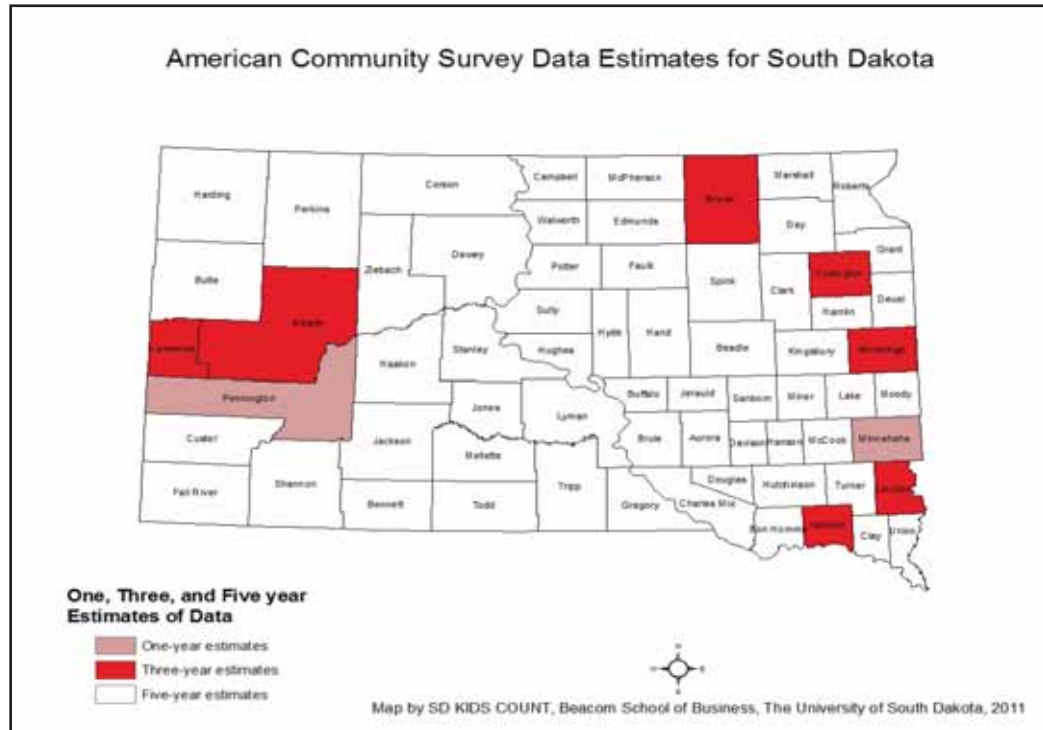 American Community Survey Data Estimates for South Dakota
Harding
Perkins
Corson
Campbell
McPherson
Brown
Marshall
Roberts
Walworth
Edmunds
Day
Butte
Ziebach
Dewey
Potter
Faulk
Spink
Codington
Grant
Clark
Deuel
Hamlin
Meade
Sully
Hyde
Hand
Lawrence
Haakon
Stanley
Hughes
Beadle
Kingsbury
Brookings
Pennington
Jones
Lyman
Buffalo
Jerauld
Sanborn
Miner
Lake
Moody
Custer
Jackson
Brule
Aurora
Davison
Hanson
McCook
Minnehaha
Mellette
Fall River
Shannon
Bennett
Todd
Tripp
Gregory
Douglas
Charles Mix
Hutchinson
Turner
Lincoln
Bon Homme
Yankton
Clay
Union
One, Three, and Five year
Estimates of Data
One-year estimates
Three-year estimates
Five-year estimates
N
W
E
S
Map by SD KIDS COUNT, Beacom School of Business, The University of South Dakota, 2011